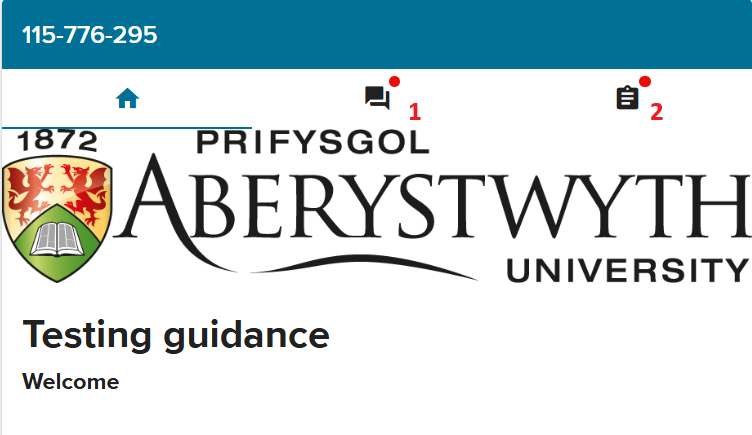 115-776-295
1
2
1872
PRIFYSGOL
ABERYSTWYTH
UNIVERSITY
Testing guidance
Welcome